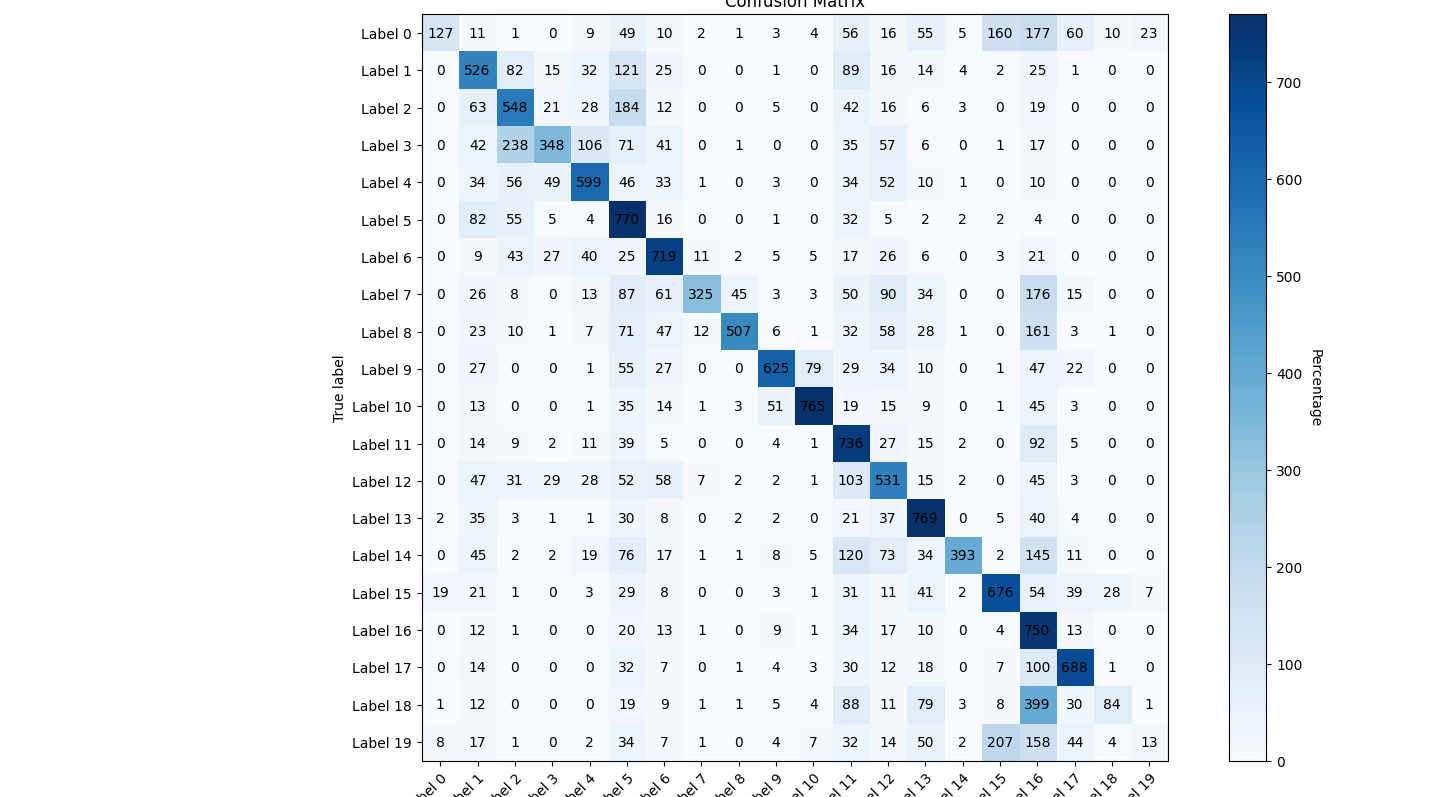 Confusion Matrix
Label 0 127 11 1 0 9 49 10 2 1 3 4 56 16 55 5 160 177 60 10 23
Label 1 0 526 82 15 32 121 25 0 0 1 0 89 16 14 4 2 25 1 0 0
Label 2 0 63 548 21 28 184 12 0 0 5 0 42 16 6 3 0 19 0 0 0
Label 3 0 42 238 348 106 71 41 0 1 0 0 35 57 6 0 1 17 0 0 0
Label 4 0 34 56 49 599 46 33 1 0 3 0 34 52 10 1 0 10 0 0 0
Label 5 0 82 55 5 4 770 16 0 0 1 0 32 5 2 2 2 4 0 0 0
Label 6 0 9 43 27 40 25 719 11 2 5 5 17 26 6 0 3 21 0 0 0
Label 7 0 26 8 0 13 87 61 325 45 3 3 50 90 34 0 0 176 15 0 0
Label 8 0 23 10 1 7 71 47 12 507 6 1 32 58 28 1 0 161 3 1 0
Label 9 0 27 0 0 1 55 27 0 0 625 79 29 34 10 0 1 47 22 0 0
Label 10 0 13 0 0 1 35 14 1 3 51 765 19 15 9 0 1 45 3 0 0
Label 11 0 14 9 2 11 39 5 0 0 4 1 736 27 15 2 0 92 5 0 0
Label 12 0 47 31 29 28 52 58 7 2 2 1 103 531 15 2 0 45 3 0 0
Label 13 2 35 3 1 1 30 8 0 2 2 0 21 37 769 0 5 40 4 0 0
Label 14 0 45 2 2 19 76 17 1 1 8 5 120 73 34 393 2 145 11 0 0
Label 15 19 21 1 0 3 29 8 0 0 3 1 31 11 41 2 676 54 39 28 7
Label 16 0 12 1 0 0 20 13 1 0 9 1 34 17 10 0 4 750 13 0 0
Label 17 0 14 0 0 0 32 7 0 1 4 3 30 12 18 0 7 100 688 1 0
Label 18 1 12 0 0 0 19 9 1 1 5 4 88 11 79 3 8 399 30 84 1
Label 19 8 17 1 0 2 34 7 1 0 4 7 32 14 50 2 207 158 44 4 13
True label
700
600
500
400
300
200
100
0
Percentage